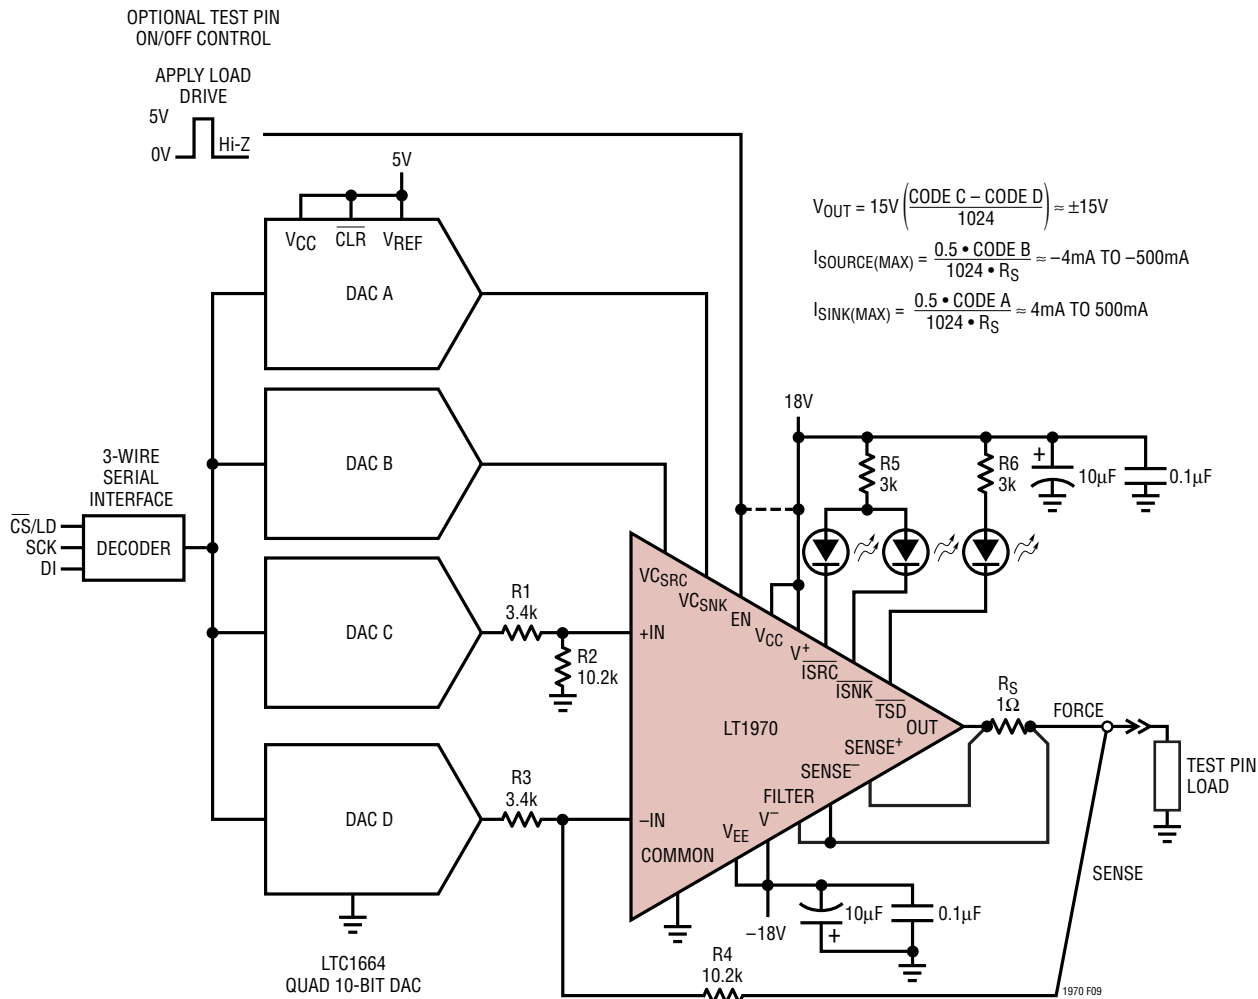 OPTIONAL TEST PIN
ON/OFF CONTROL
APPLY LOAD
DRIVE
5V
0V
Hi-Z
5V
VCC
CLR
VREF
DAC A
VOUT = 15V (CODE C – CODE D / 1024) ≈ ±15V
ISOURCE(MAX) = 0.5 • CODE B / 1024 • RS ≈ –4mA TO –500mA
ISINK(MAX) = 0.5 • CODE A / 1024 • RS ≈ 4mA TO 500mA
18V
R5
3k
R6
3k
+
10µF
0.1µF
DAC B
3-WIRE
SERIAL
INTERFACE
CS/LD
SCK
DI
DECODER
DAC C
R1
3.4k
R2
10.2k
VCSRC
VCSNK
EN
VCC
V+
ISRC
ISNK
TSD
OUT
+IN
LT1970
SENSE+
SENSE–
FILTER
V–
VEE
–IN
COMMON
RS
1Ω
FORCE
TEST PIN
LOAD
SENSE
DAC D
R3
3.4k
10µF
+
0.1µF
–18V
R4
10.2k
LTC1664
QUAD 10-BIT DAC
1970 F09